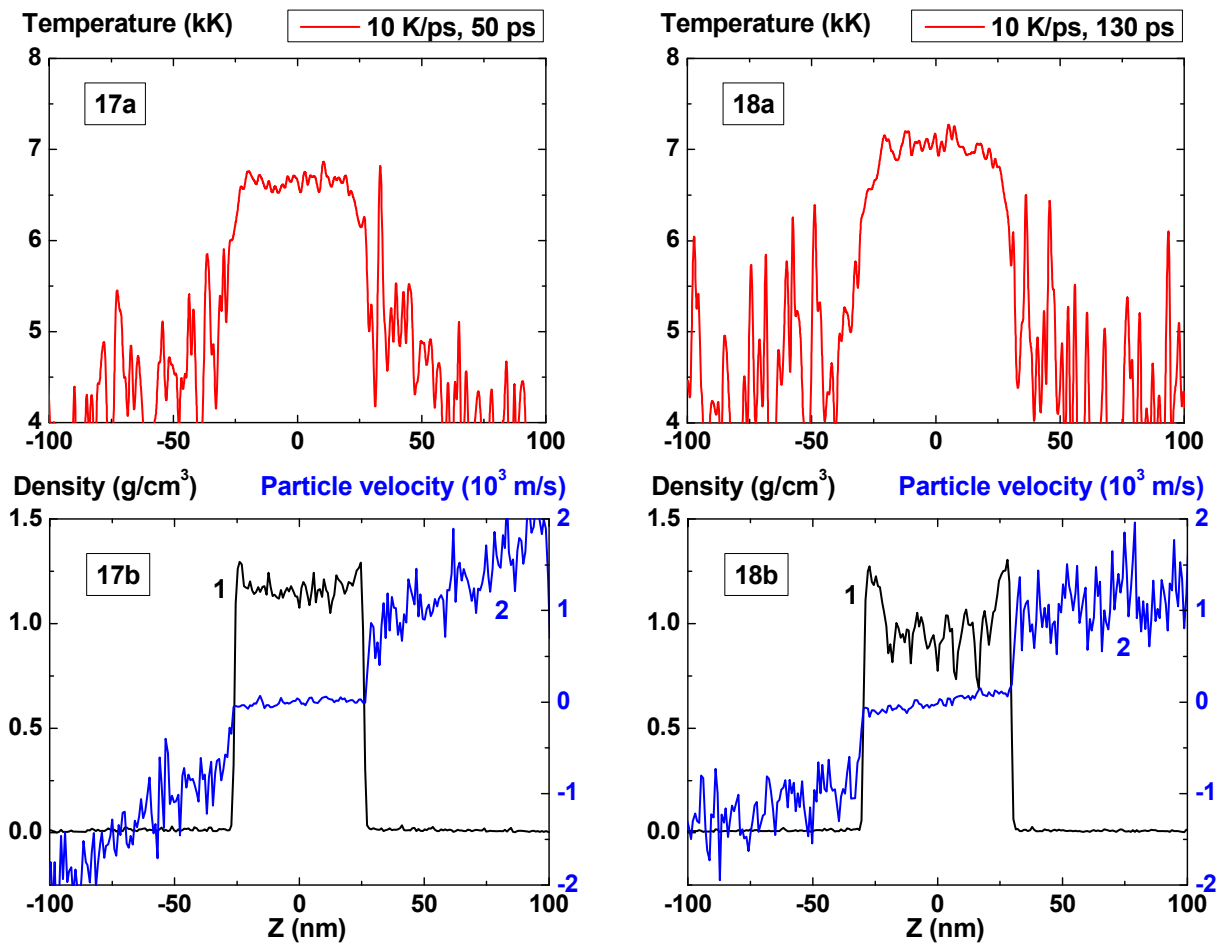 Temperature (kK)
10 K/ps, 50 ps
8
7
6
5
4
17a
-100 -50 0 50 100
Temperature (kK)
10 K/ps, 130 ps
8
7
6
5
4
18a
-100 -50 0 50 100
Density (g/cm³) Particle velocity (10³ m/s)
1.5
1.0
0.5
0.0
17b
1
2
2
1
0
-1
-2
-100 -50 0 50 100
Z (nm)
Density (g/cm³) Particle velocity (10³ m/s)
1.5
1.0
0.5
0.0
18b
1
2
2
1
0
-1
-2
-100 -50 0 50 100
Z (nm)